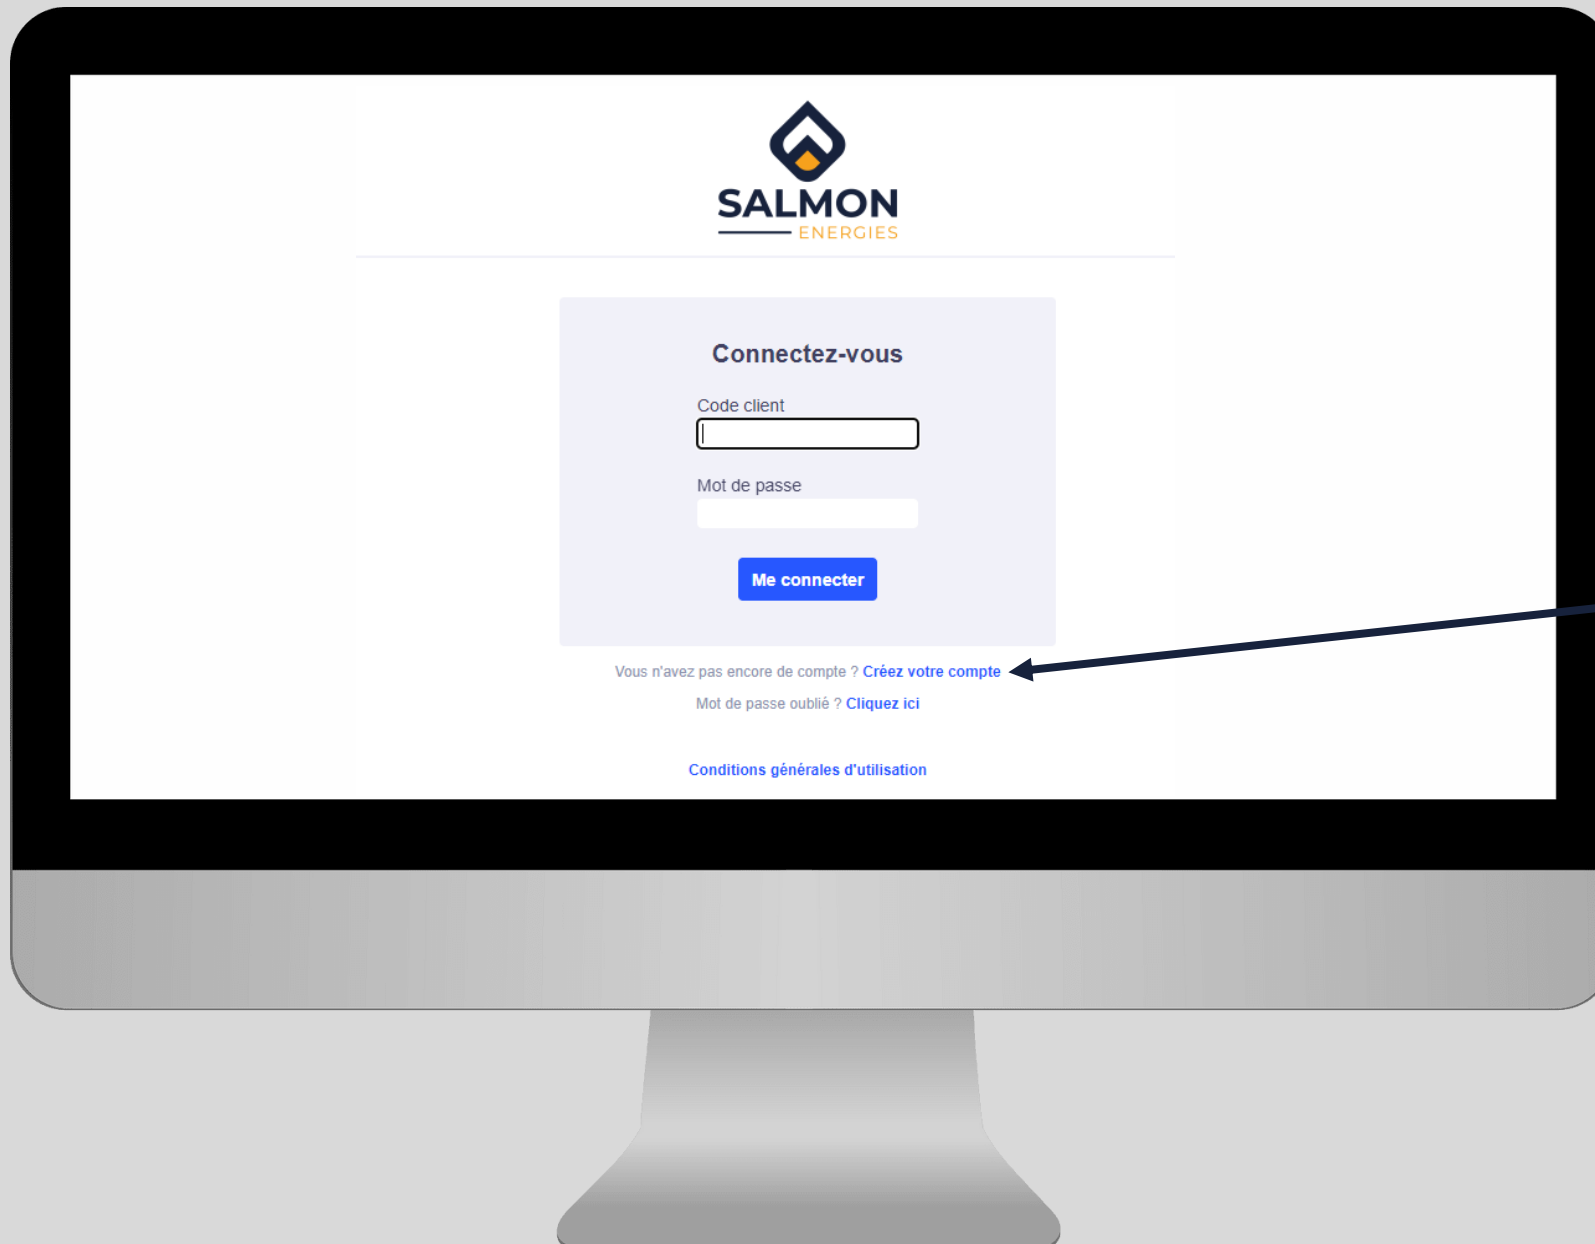 SALMON
ENERGIES
Connectez-vous
Code client
Mot de passe
Me connecter
Vous n'avez pas encore de compte ? Créez votre compte
Mot de passe oublié ? Cliquez ici
Conditions générales d'utilisation